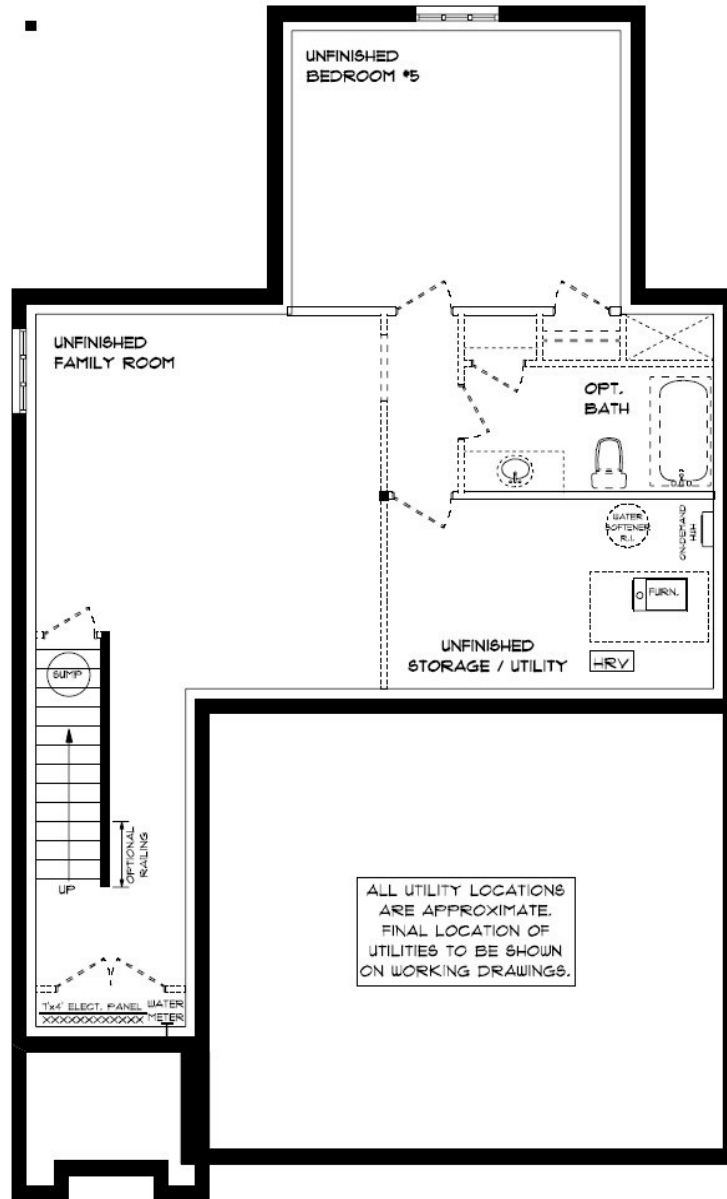 UNFINISHED
BEDROOM #5
UNFINISHED
FAMILY ROOM
OPT.
BATH
WATER
SOFTENER
R.I.
ON-DEMAND
HWH
FURN.
UNFINISHED
STORAGE / UTILITY
HRV
SUMP
OPTIONAL
RAILING
UP
ALL UTILITY LOCATIONS
ARE APPROXIMATE.
FINAL LOCATION OF
UTILITIES TO BE SHOWN
ON WORKING DRAWINGS.
1'x4' ELECT. PANEL
WATER
METER